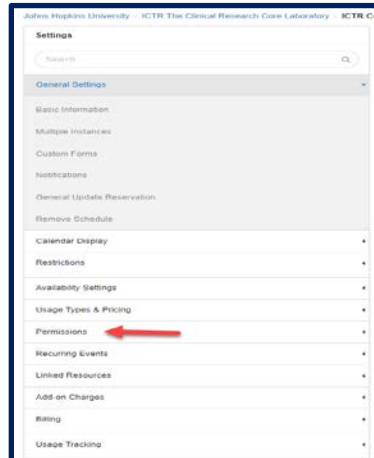 Johns Hopkins University ICTR The Clinical Research Core Laboratory ICTR C
Settings
Search
General Settings
Basic Information
Multiple Instances
Custom Forms
Notifications
General Update Reservation
Remove Schedule
Calendar Display
Restrictions
Availability Settings
Usage Types & Pricing
Permissions
Recurring Events
Linked Resources
Add-on Charges
Billing
Usage Tracking